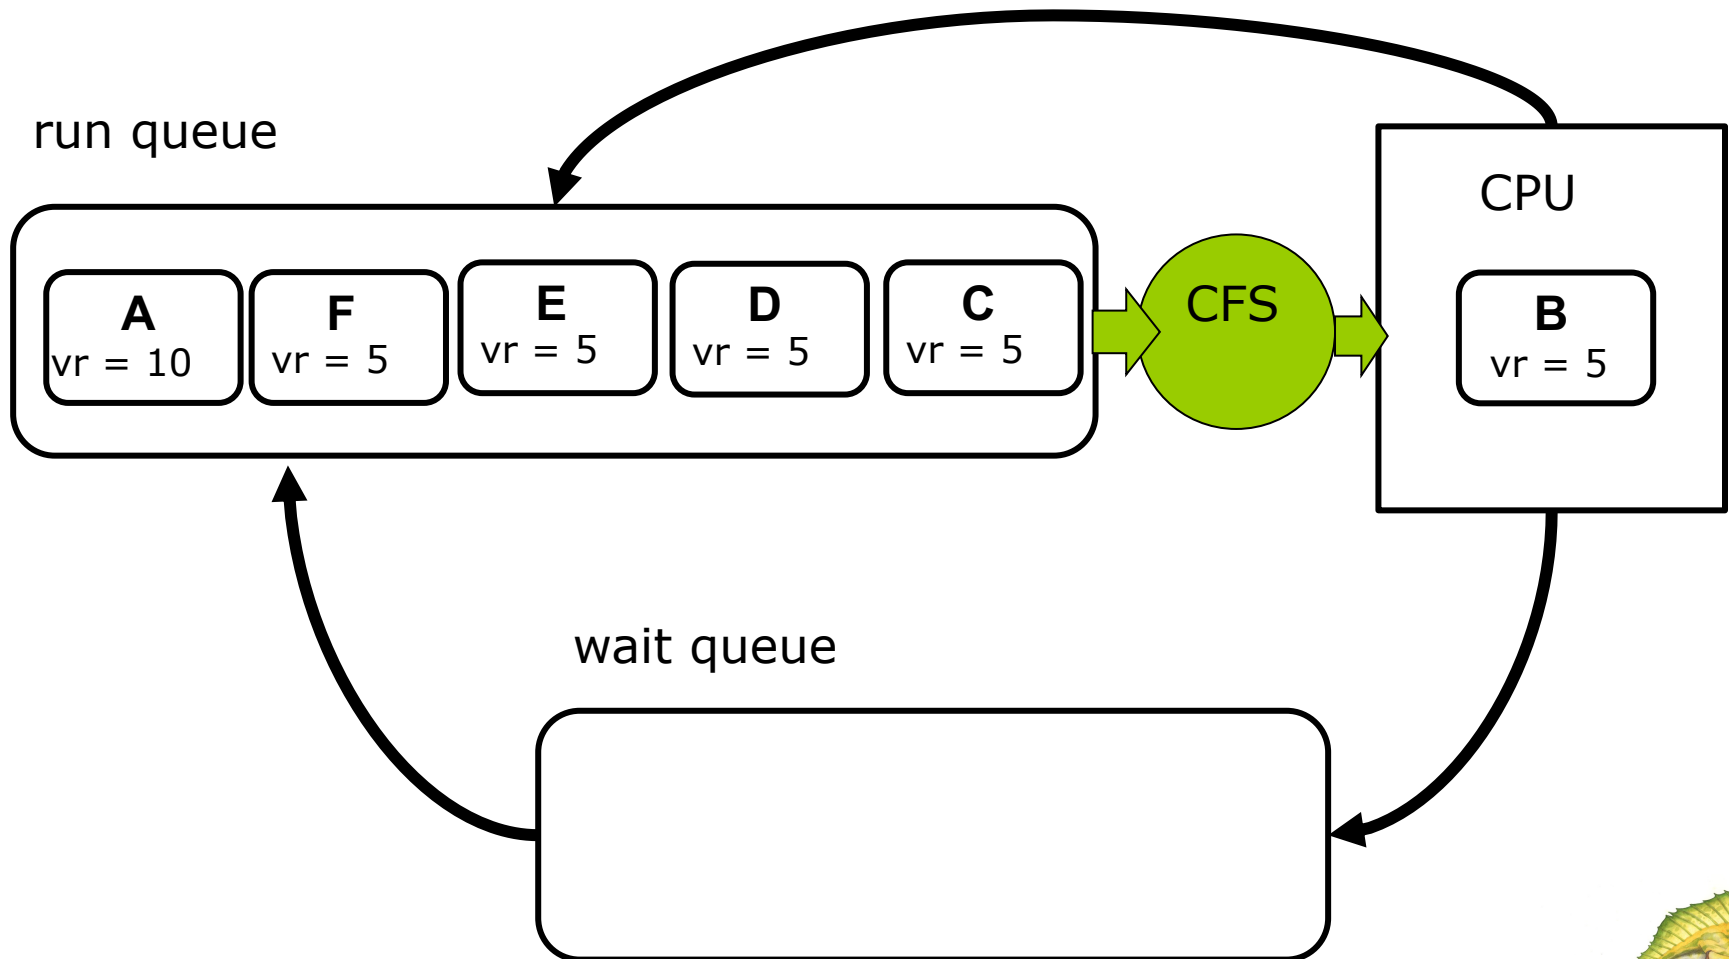 run queue
CPU
A
vr = 10
F
vr = 5
E
vr = 5
D
vr = 5
C
vr = 5
CFS
B
vr = 5
wait queue